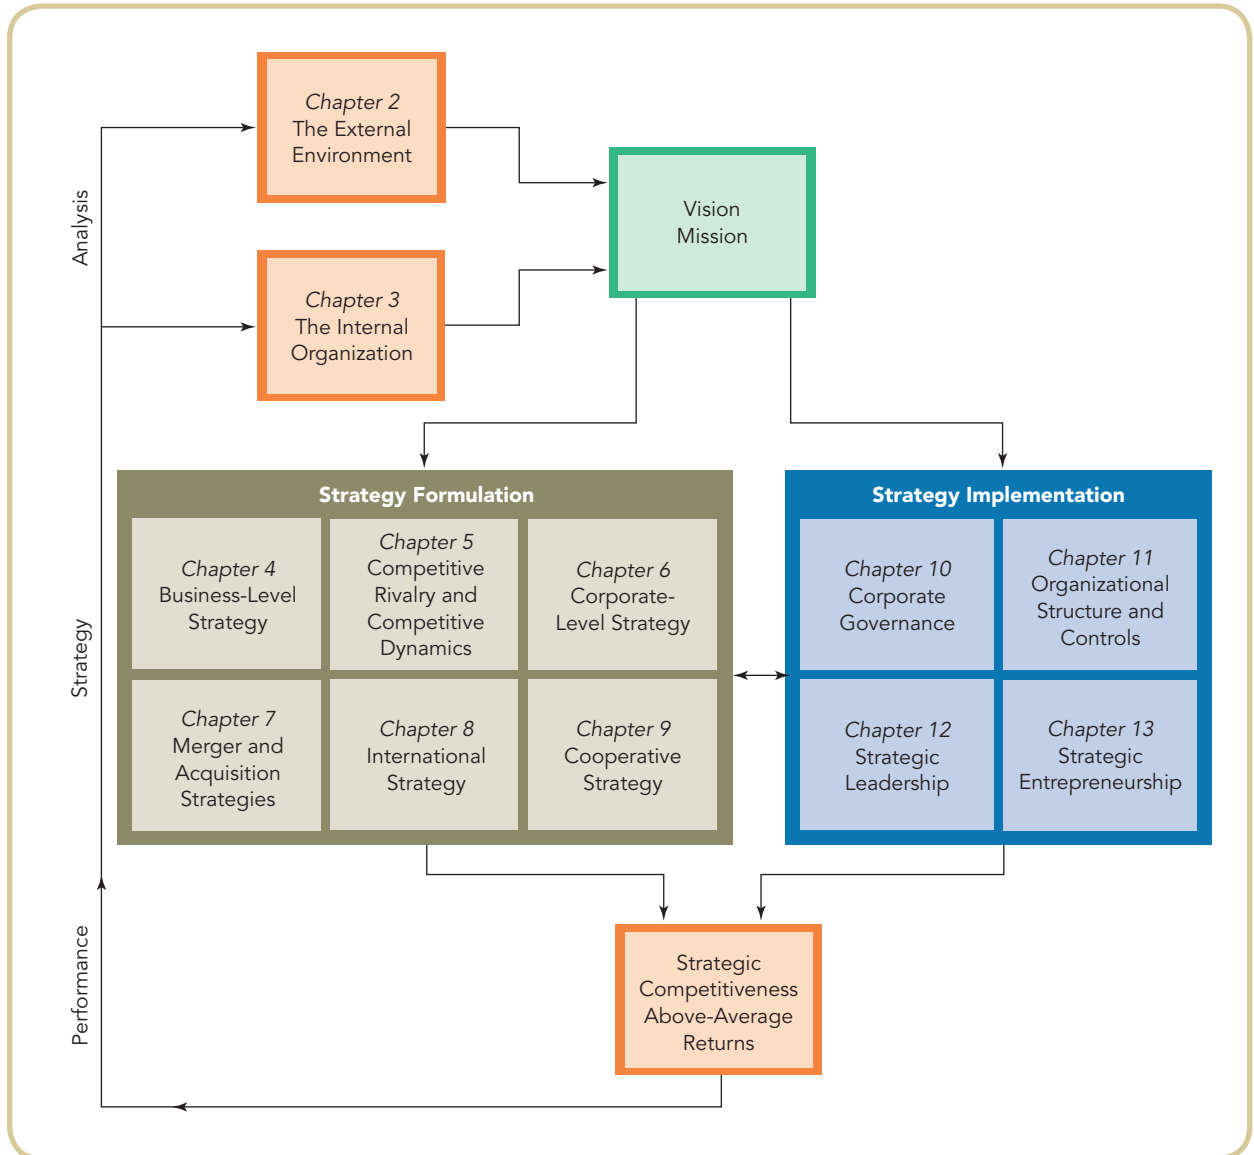 Analysis
Chapter 2
The External
Environment
Chapter 3
The Internal
Organization
Vision
Mission
Strategy
Strategy Formulation
Chapter 4
Business-Level
Strategy
Chapter 5
Competitive
Rivalry and
Competitive
Dynamics
Chapter 6
Corporate-
Level Strategy
Chapter 7
Merger and
Acquisition
Strategies
Chapter 8
International
Strategy
Chapter 9
Cooperative
Strategy
Strategy Implementation
Chapter 10
Corporate
Governance
Chapter 11
Organizational
Structure and
Controls
Chapter 12
Strategic
Leadership
Chapter 13
Strategic
Entrepreneurship
Performance
Strategic
Competitiveness
Above-Average
Returns